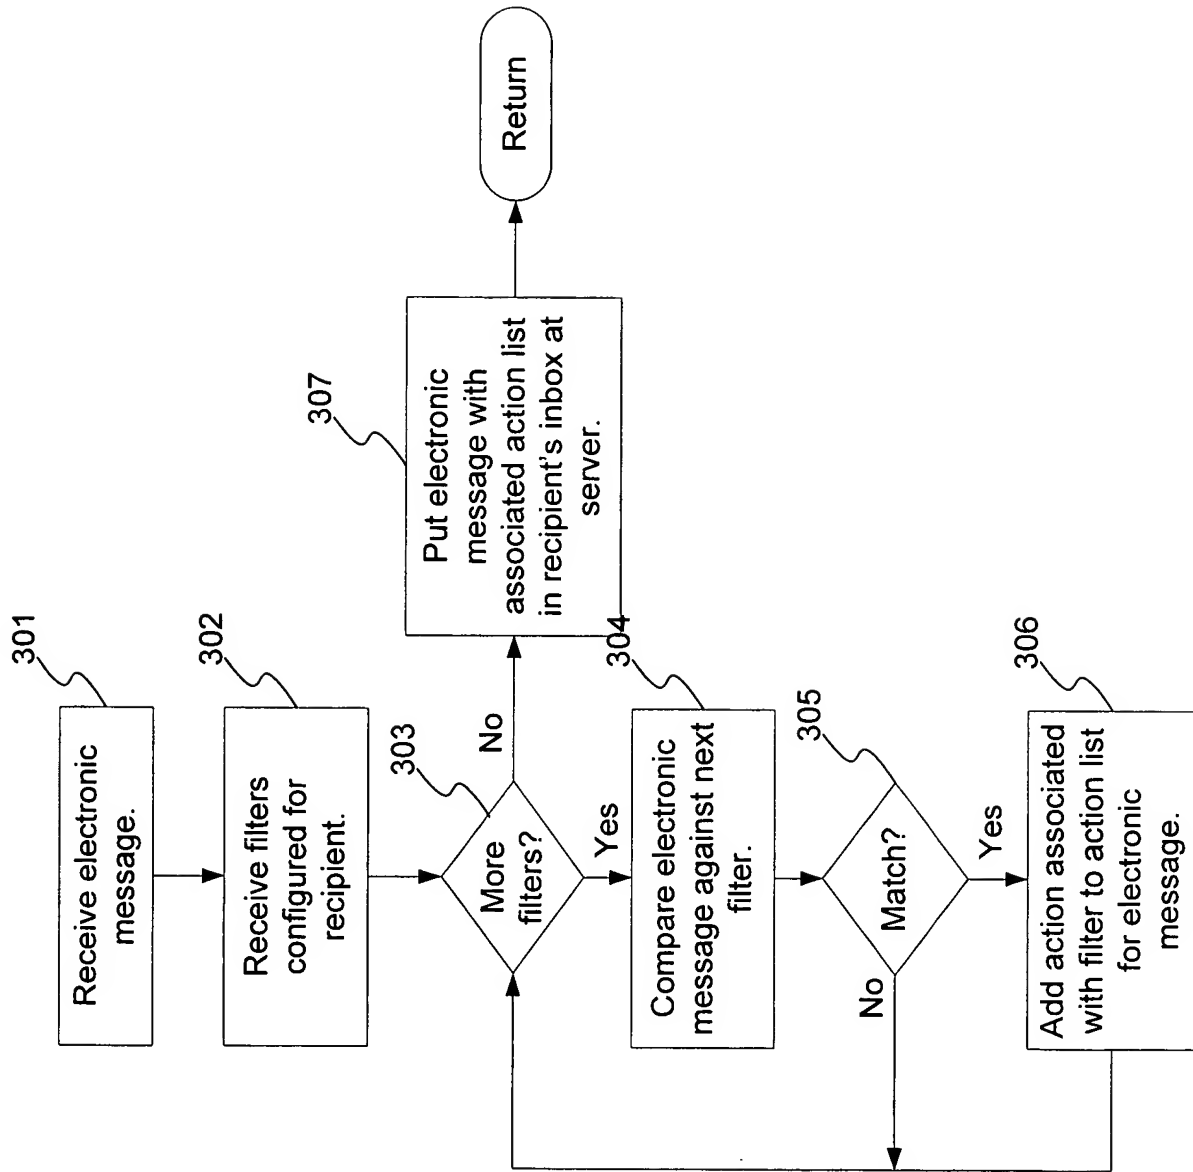 301
Receive electronic
message.
302
Receive filters
configured for
recipient.
303
More
filters?
No
Yes
307
Put electronic
message with
associated action list
in recipient's inbox at
server.
Return
304
Compare electronic
message against next
filter.
305
Match?
No
Yes
306
Add action associated
with filter to action list
for electronic
message.